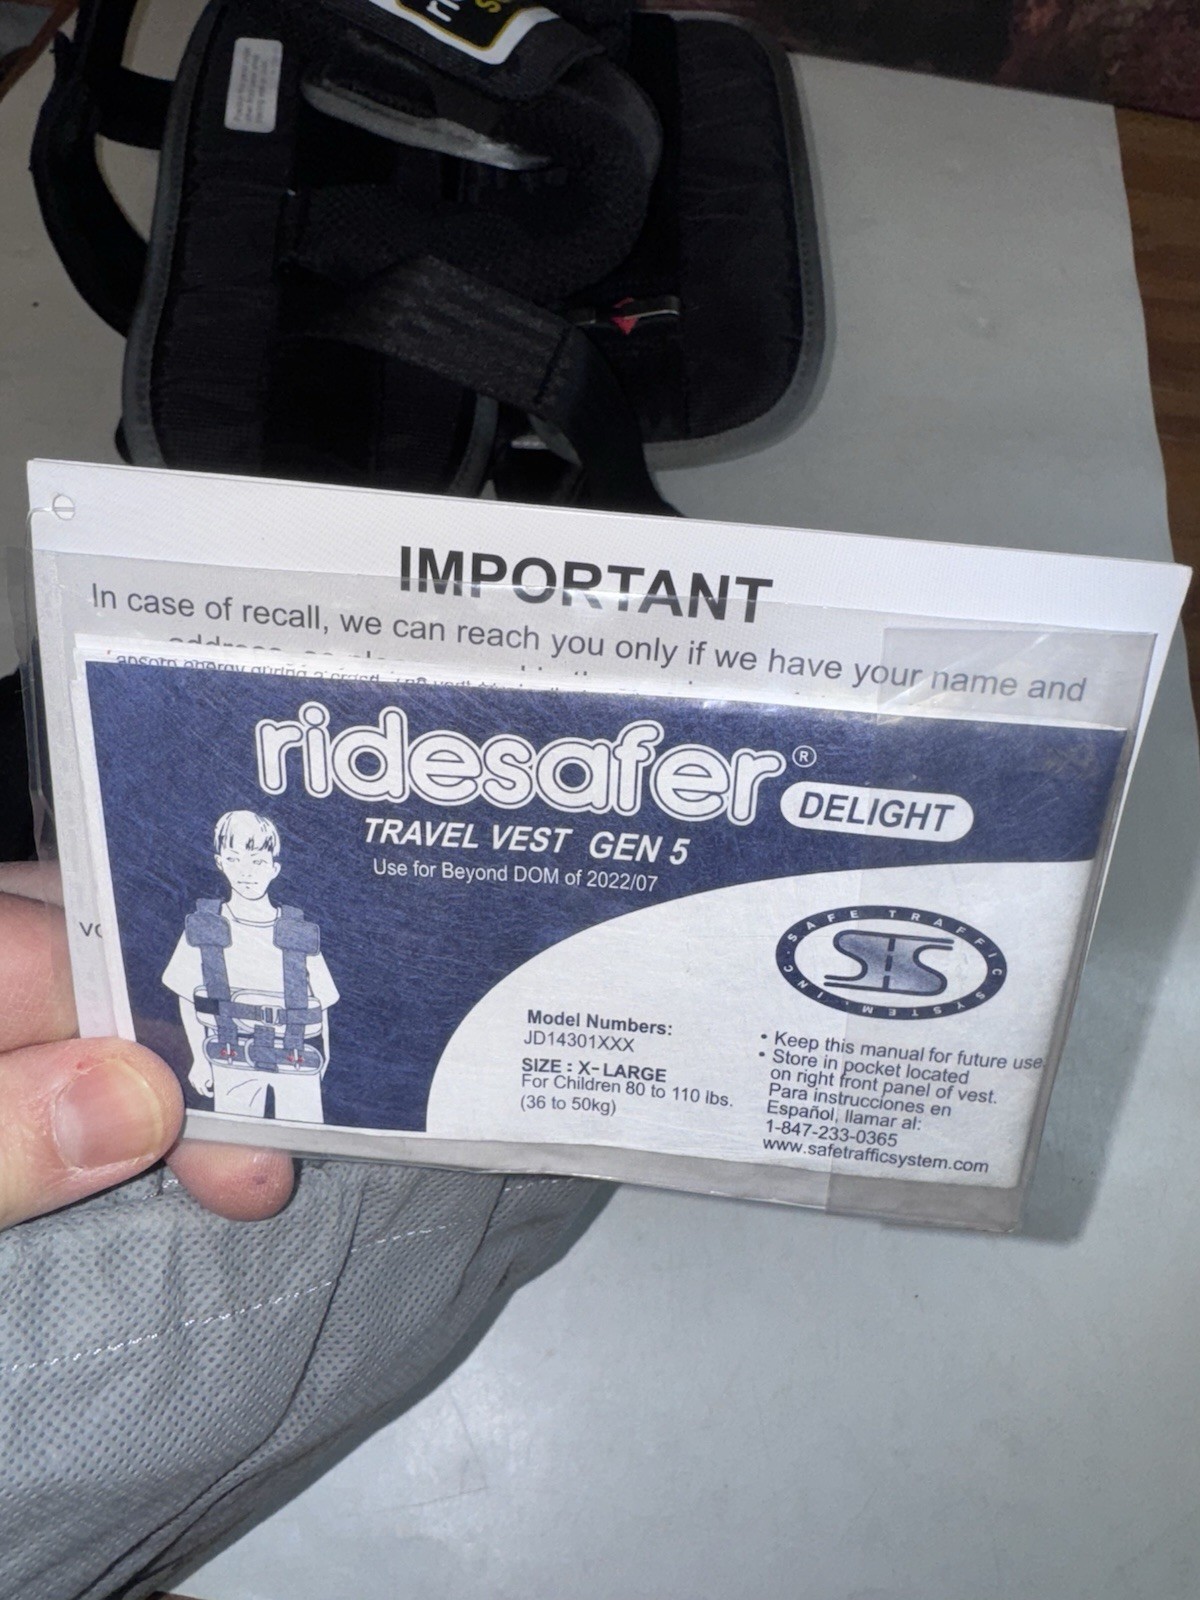 IMPORTANT
In case of recall, we can reach you only if we have your name and
ridesafer® DELIGHT
TRAVEL VEST GEN 5
Use for Beyond DOM of 2022/07
SAFE TRAFFIC SYSTEM, INC.
Model Numbers:
JD14301XXX
SIZE : X-LARGE
For Children 80 to 110 lbs.
(36 to 50kg)
• Keep this manual for future use
• Store in pocket located
on right front panel of vest.
Para instrucciones en
Español, llamar al:
1-847-233-0365
www.safetrafficsystem.com